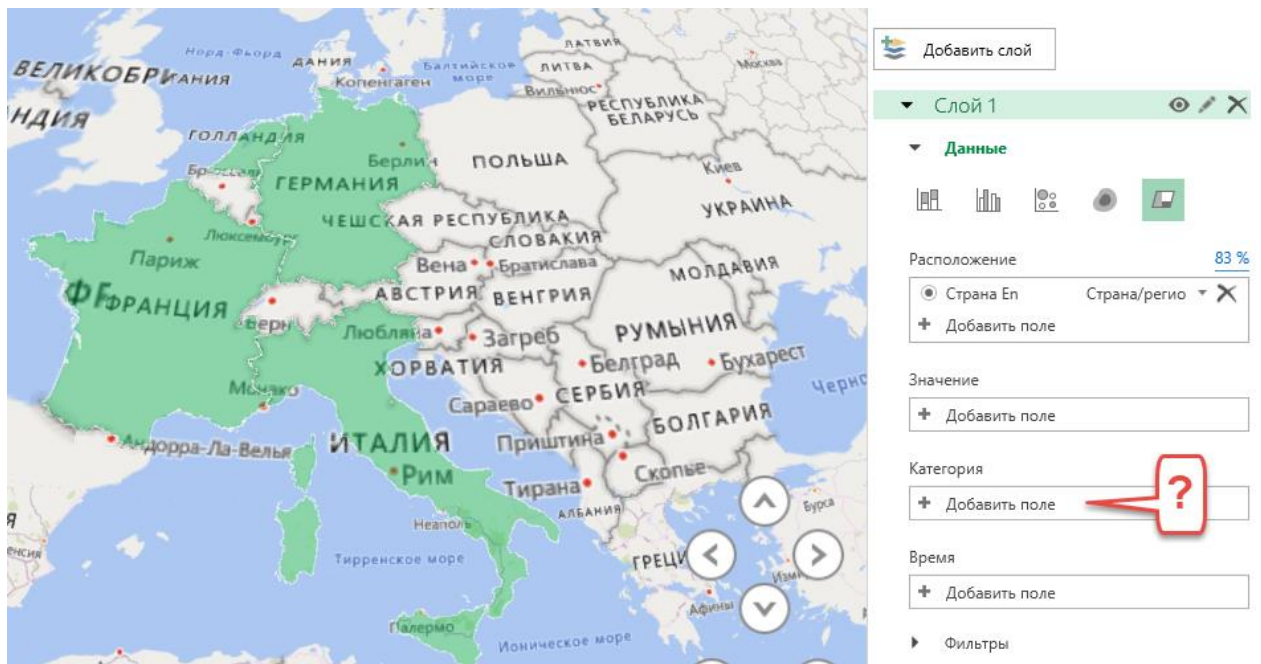 Норд-Фьорд
ДАНИЯ
Копенгаген
Балтийское
море
ЛАТВИЯ
ЛИТВА
Вильнюс
Москва
ВЕЛИКОБРИТАНИЯ
РЕСПУБЛИКА
БЕЛАРУСЬ
ГОЛЛАНДИЯ
Берлин
ПОЛЬША
ГЕРМАНИЯ
Киев
УКРАИНА
ЧЕШСКАЯ РЕСПУБЛИКА
Люксембург
СЛОВАКИЯ
Париж
Вена
Братислава
МОЛДАВИЯ
ФРАНЦИЯ
АВСТРИЯ
ВЕНГРИЯ
Берн
Любляна
Загреб
РУМЫНИЯ
ХОРВАТИЯ
Белград
Бухарест
Монако
Сараево
СЕРБИЯ
Андорра-Ла-Велья
ИТАЛИЯ
Приштина
БОЛГАРИЯ
Рим
Скопье
Тирана
АЛБАНИЯ
Неаполь
Бурса
Тирренское море
Афины
Палермо
Ионическое море
Добавить слой
Слой 1
Данные
Расположение 83 %
Страна En Страна/регио
Добавить поле
Значение
Добавить поле
Категория
Добавить поле ?
Время
Добавить поле
Фильтры